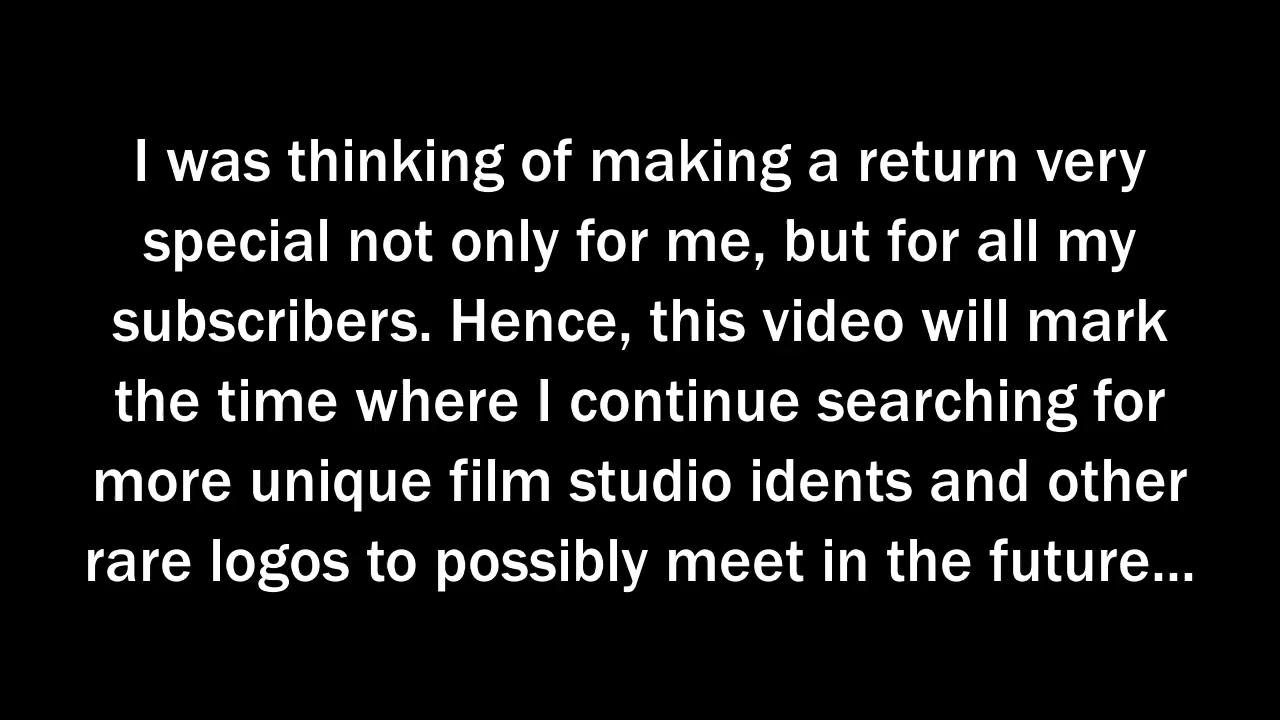 I was thinking of making a return very
special not only for me, but for all my
subscribers. Hence, this video will mark
the time where I continue searching for
more unique film studio idents and other
rare logos to possibly meet in the future...